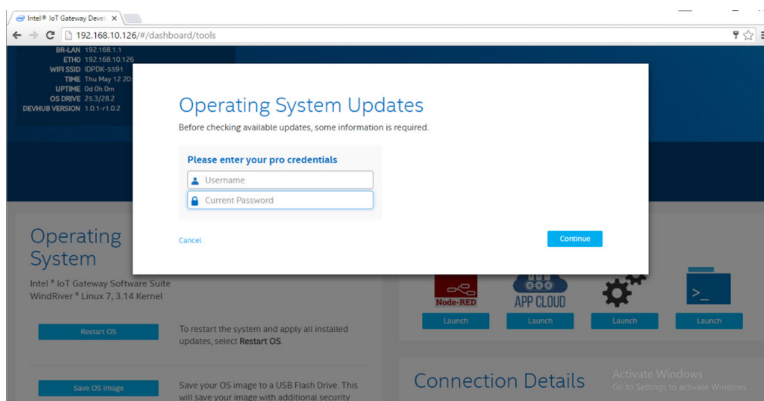 Intel® IoT Gateway Devel
192.168.10.126/#/dashboard/tools
BR-LAN 192.168.1.1
ETH0 192.168.10.126
WIFI SSID IDPDK-5591
TIME Thu May 12 20:
UPTIME 0d 0h 0m
OS DRIVE 25.3/28.2
DEVHUB VERSION 1.0.1-r1.0.2
Operating System Updates
Before checking available updates, some information is required.
Please enter your pro credentials
Username
Current Password
Cancel
Continue
Operating
System
Intel ® IoT Gateway Software Suite
WindRiver ® Linux 7, 3.14 Kernel
Restart OS
To restart the system and apply all installed
updates, select Restart OS.
Save OS Image
Save your OS image to a USB Flash Drive. This
will save your image with additional security
Node-RED
APP CLOUD
>_
Launch
Launch
Launch
Launch
Connection Details
Activate Windows
Go to Settings to activate Windows.